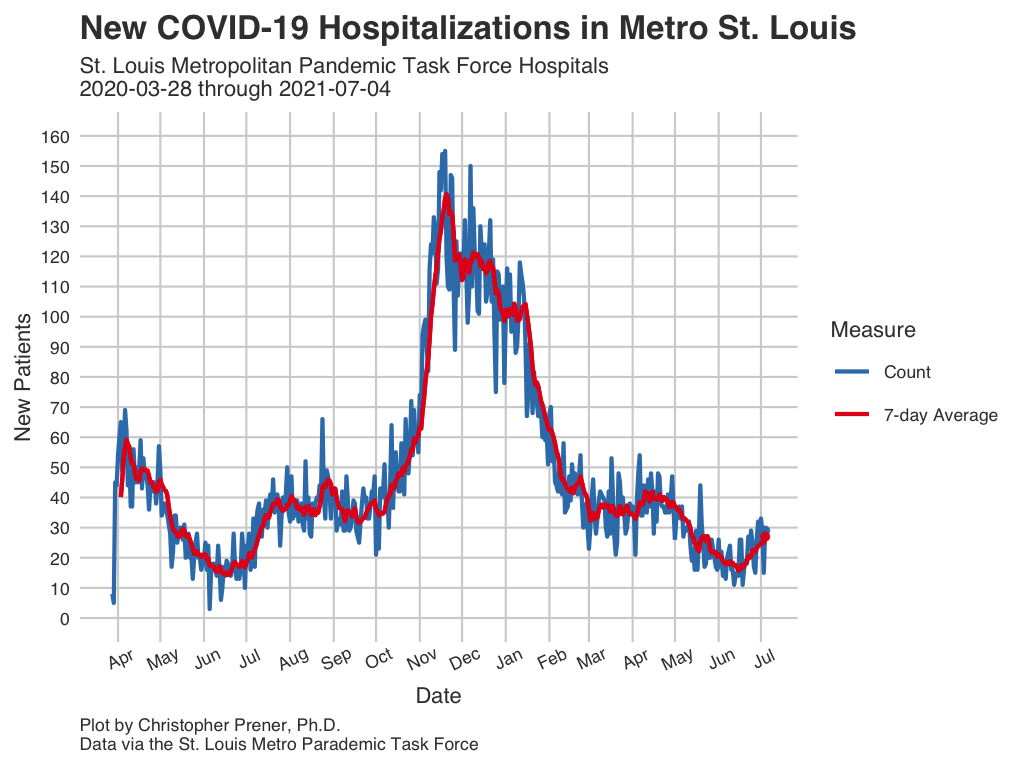 New COVID-19 Hospitalizations in Metro St. Louis
St. Louis Metropolitan Pandemic Task Force Hospitals
2020-03-28 through 2021-07-04
160
150
140
130
120
110
100
90
80
70
60
50
40
30
20
10
0
New Patients
Apr May Jun Jul Aug Sep Oct Nov Dec Jan Feb Mar Apr May Jun Jul
Date
Measure
Count
7-day Average
Plot by Christopher Prener, Ph.D.
Data via the St. Louis Metro Parademic Task Force